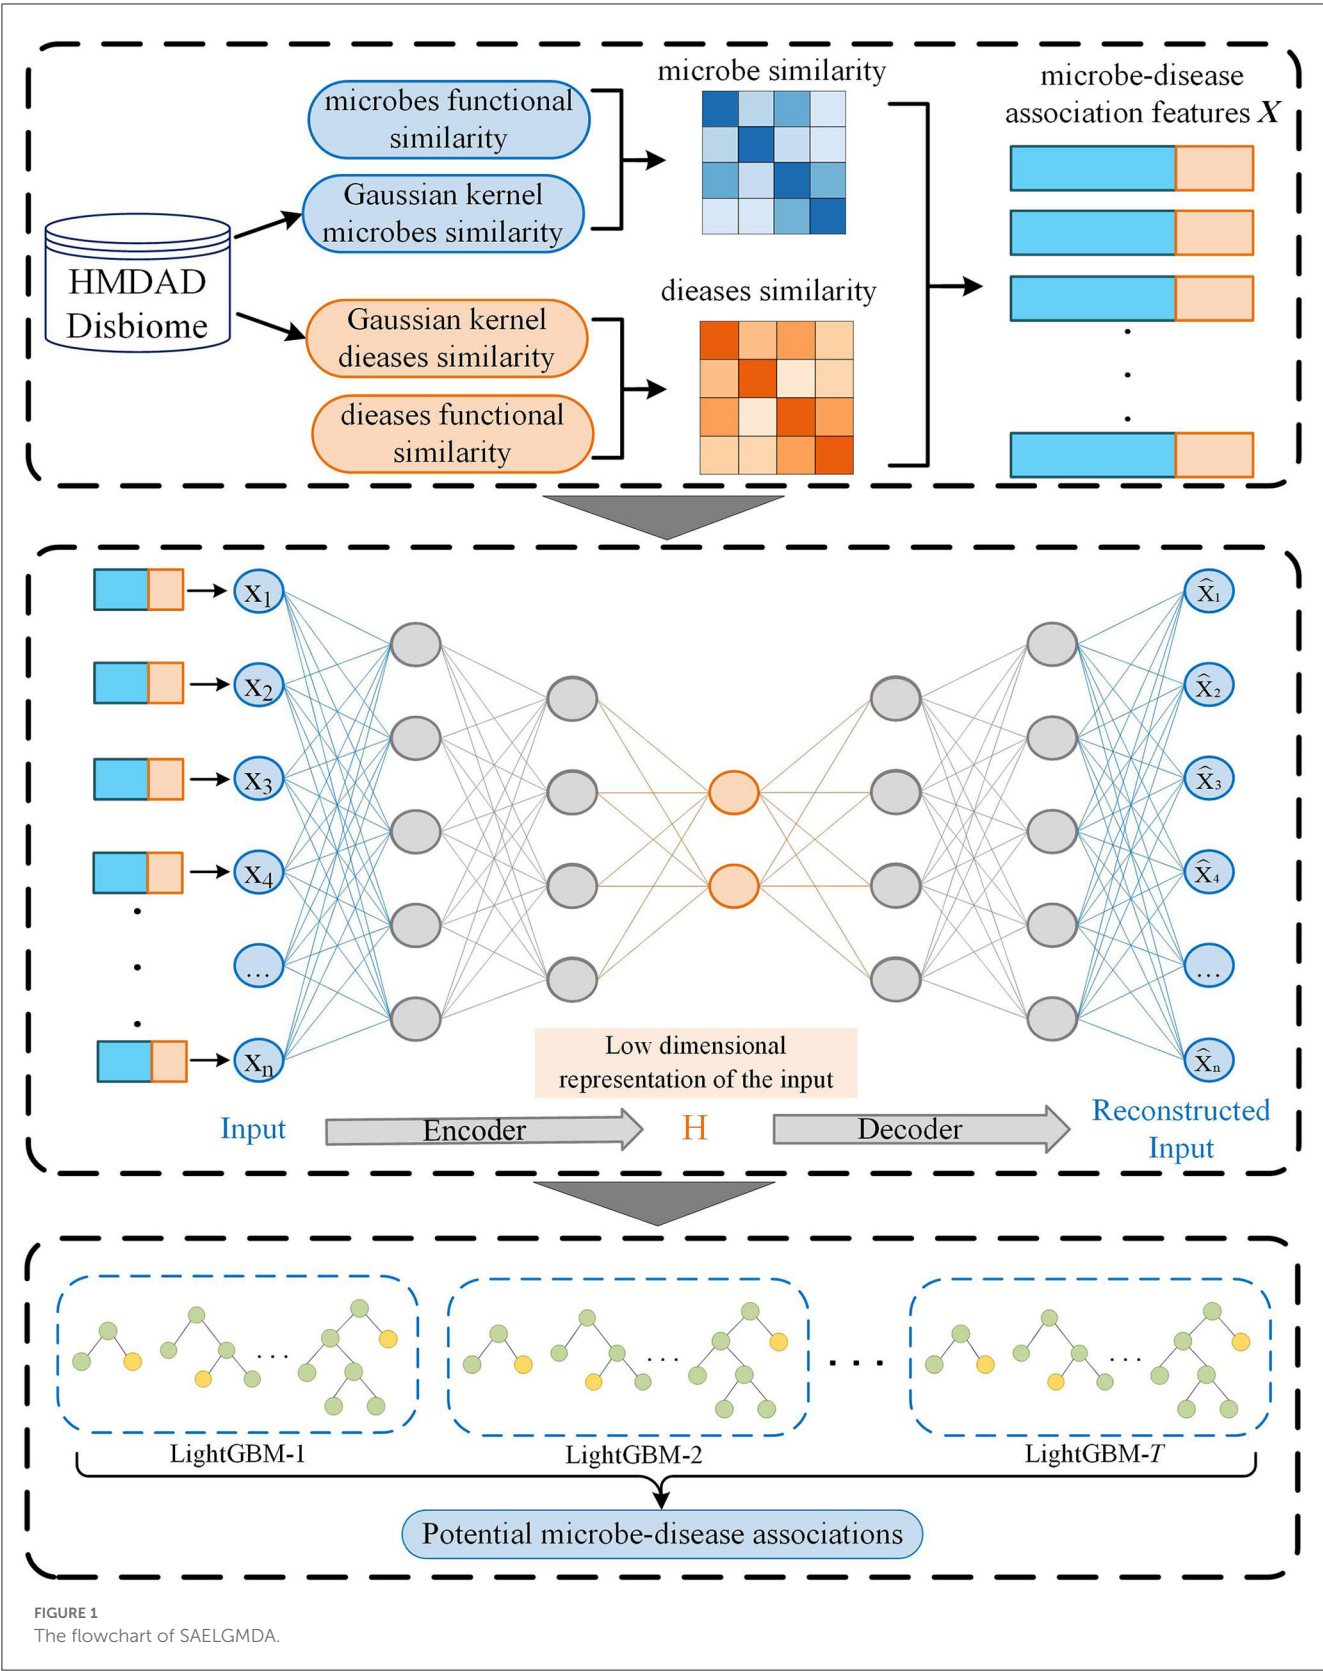 microbes functional
similarity
Gaussian kernel
microbes similarity
HMDAD
Disbiome
Gaussian kernel
dieases similarity
dieases functional
similarity
microbe similarity
dieases similarity
microbe-disease
association features X
X1
X2
X3
X4
...
Xn
X̂1
X̂2
X̂3
X̂4
...
X̂n
Low dimensional
representation of the input
Input
Encoder
H
Decoder
Reconstructed
Input
...
...
...
...
LightGBM-1
LightGBM-2
LightGBM-T
Potential microbe-disease associations
FIGURE 1
The flowchart of SAELGMDA.